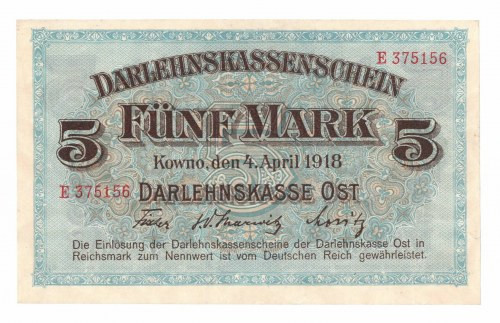 E 375156
DARLEHNSKASSENSCHEIN
5 FÜNF MARK 5
Kowno, den 4. April 1918
E 375156 DARLEHNSKASSE OST
Die Einlösung der Darlehnskassenscheine der Darlehnskasse Ost in
Reichsmark zum Nennwert ist vom Deutschen Reich gewährleistet.